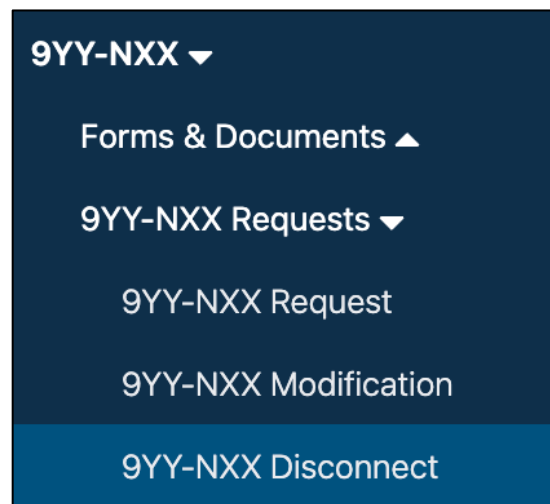 9YY-NXX
Forms & Documents
9YY-NXX Requests
9YY-NXX Request
9YY-NXX Modification
9YY-NXX Disconnect